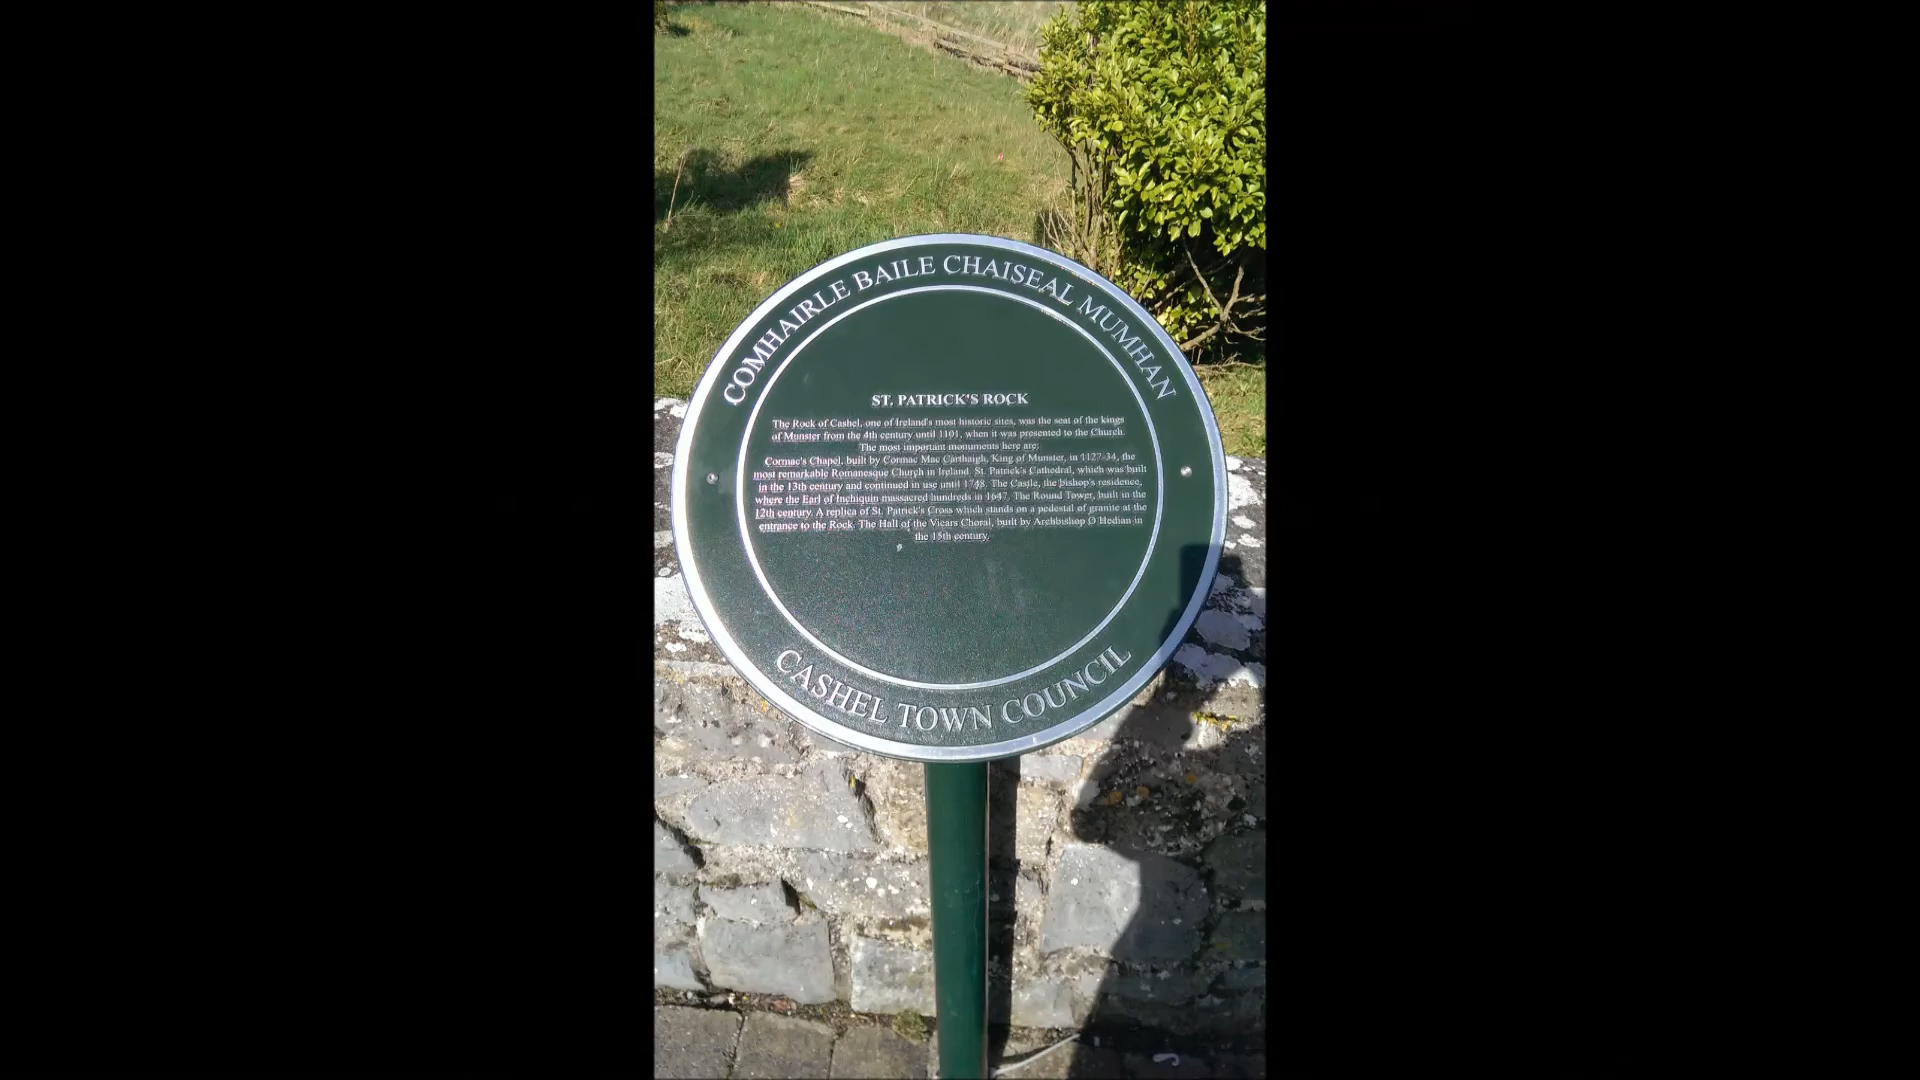 COMHAIRLE BAILE CHAISEAL MUMHAN
ST. PATRICK'S ROCK
The Rock of Cashel, one of Ireland's most historic sites, was the seat of the kings
of Munster from the 4th century until 1101, when it was presented to the Church.
The most important monuments here are:
Cormac's Chapel, built by Cormac Mac Carthaigh, King of Munster, in 1127-34, the
most remarkable Romanesque Church in Ireland. St. Patrick's Cathedral, which was built
in the 13th century and continued in use until 1748. The Castle, the bishop's residence,
where the Earl of Inchiquin massacred hundreds in 1647. The Round Tower, built in the
12th century. A replica of St. Patrick's Cross which stands on a pedestal of granite at the
entrance to the Rock. The Hall of the Vicars Choral, built by Archbishop O Hedian in
the 15th century.
CASHEL TOWN COUNCIL